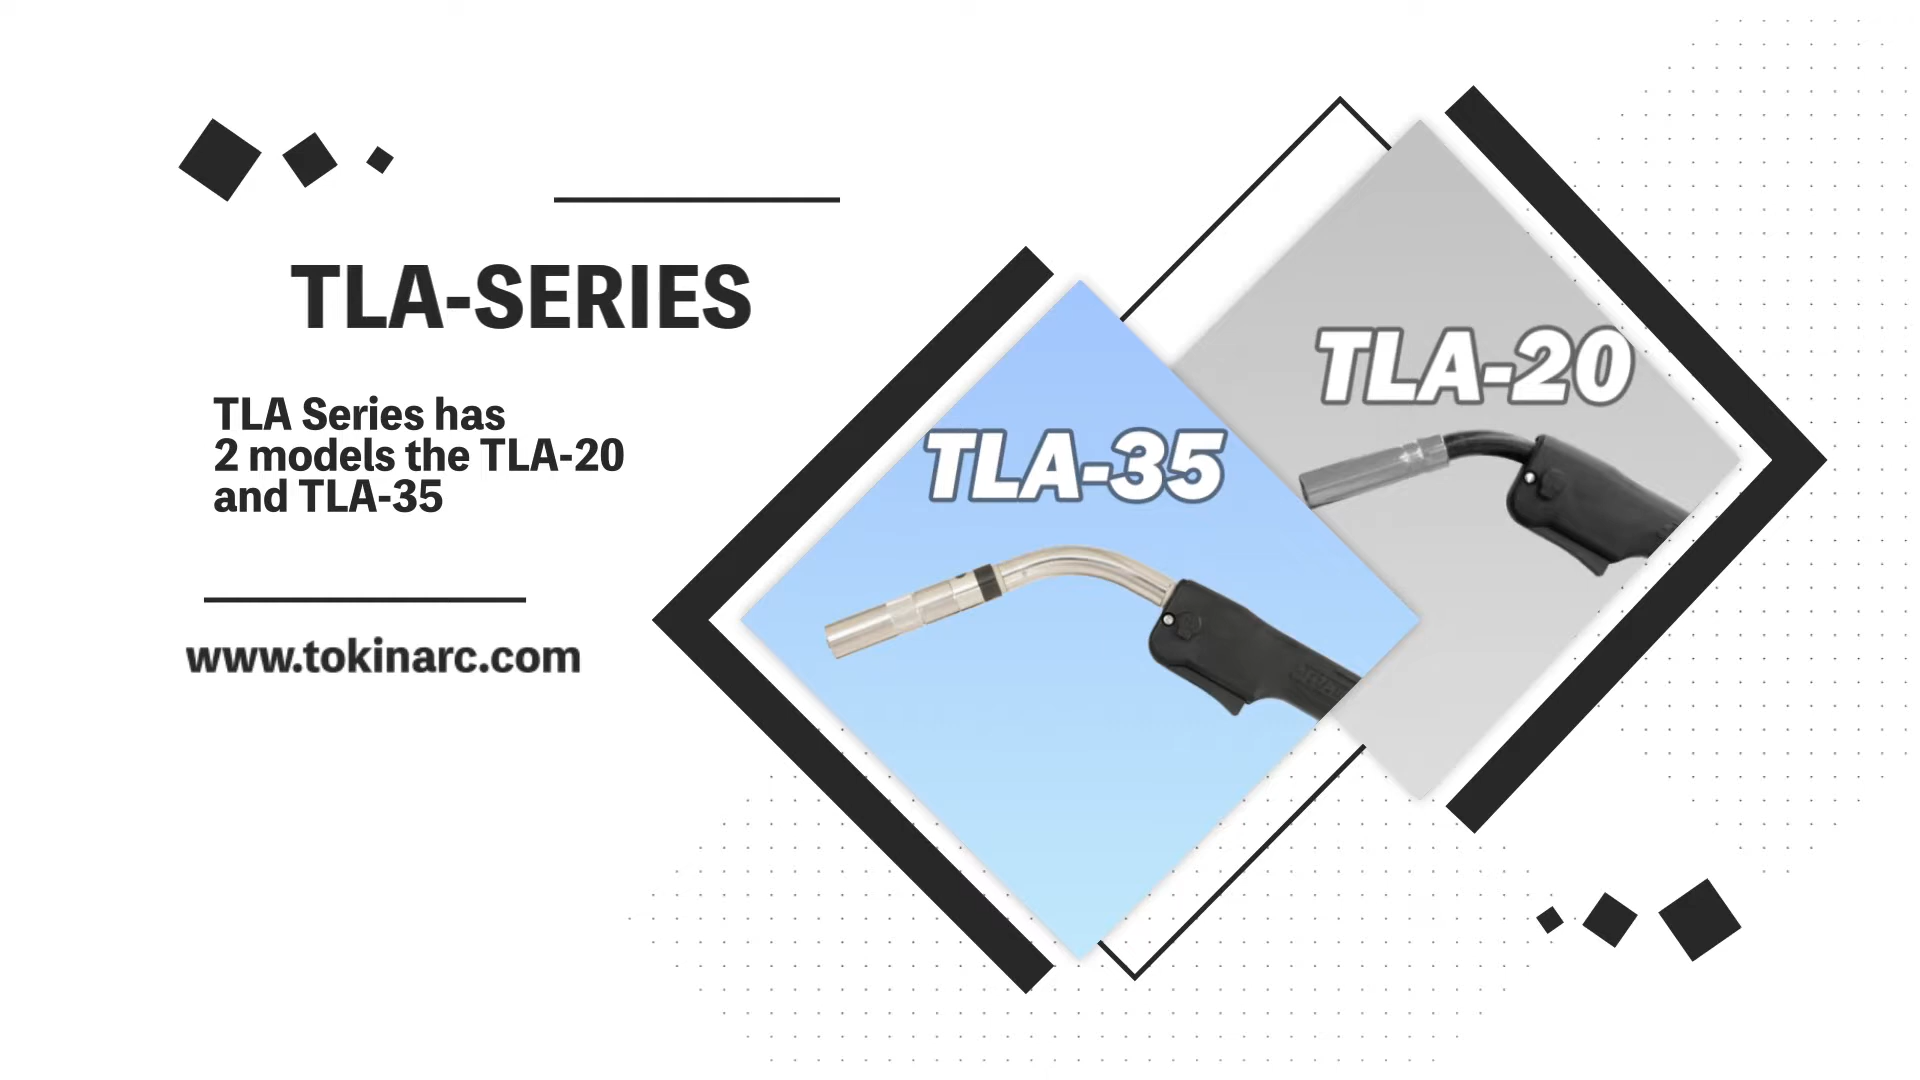 TLA-SERIES
TLA Series has
2 models the TLA-20
and TLA-35
www.tokinarc.com
TLA-35
TLA-20